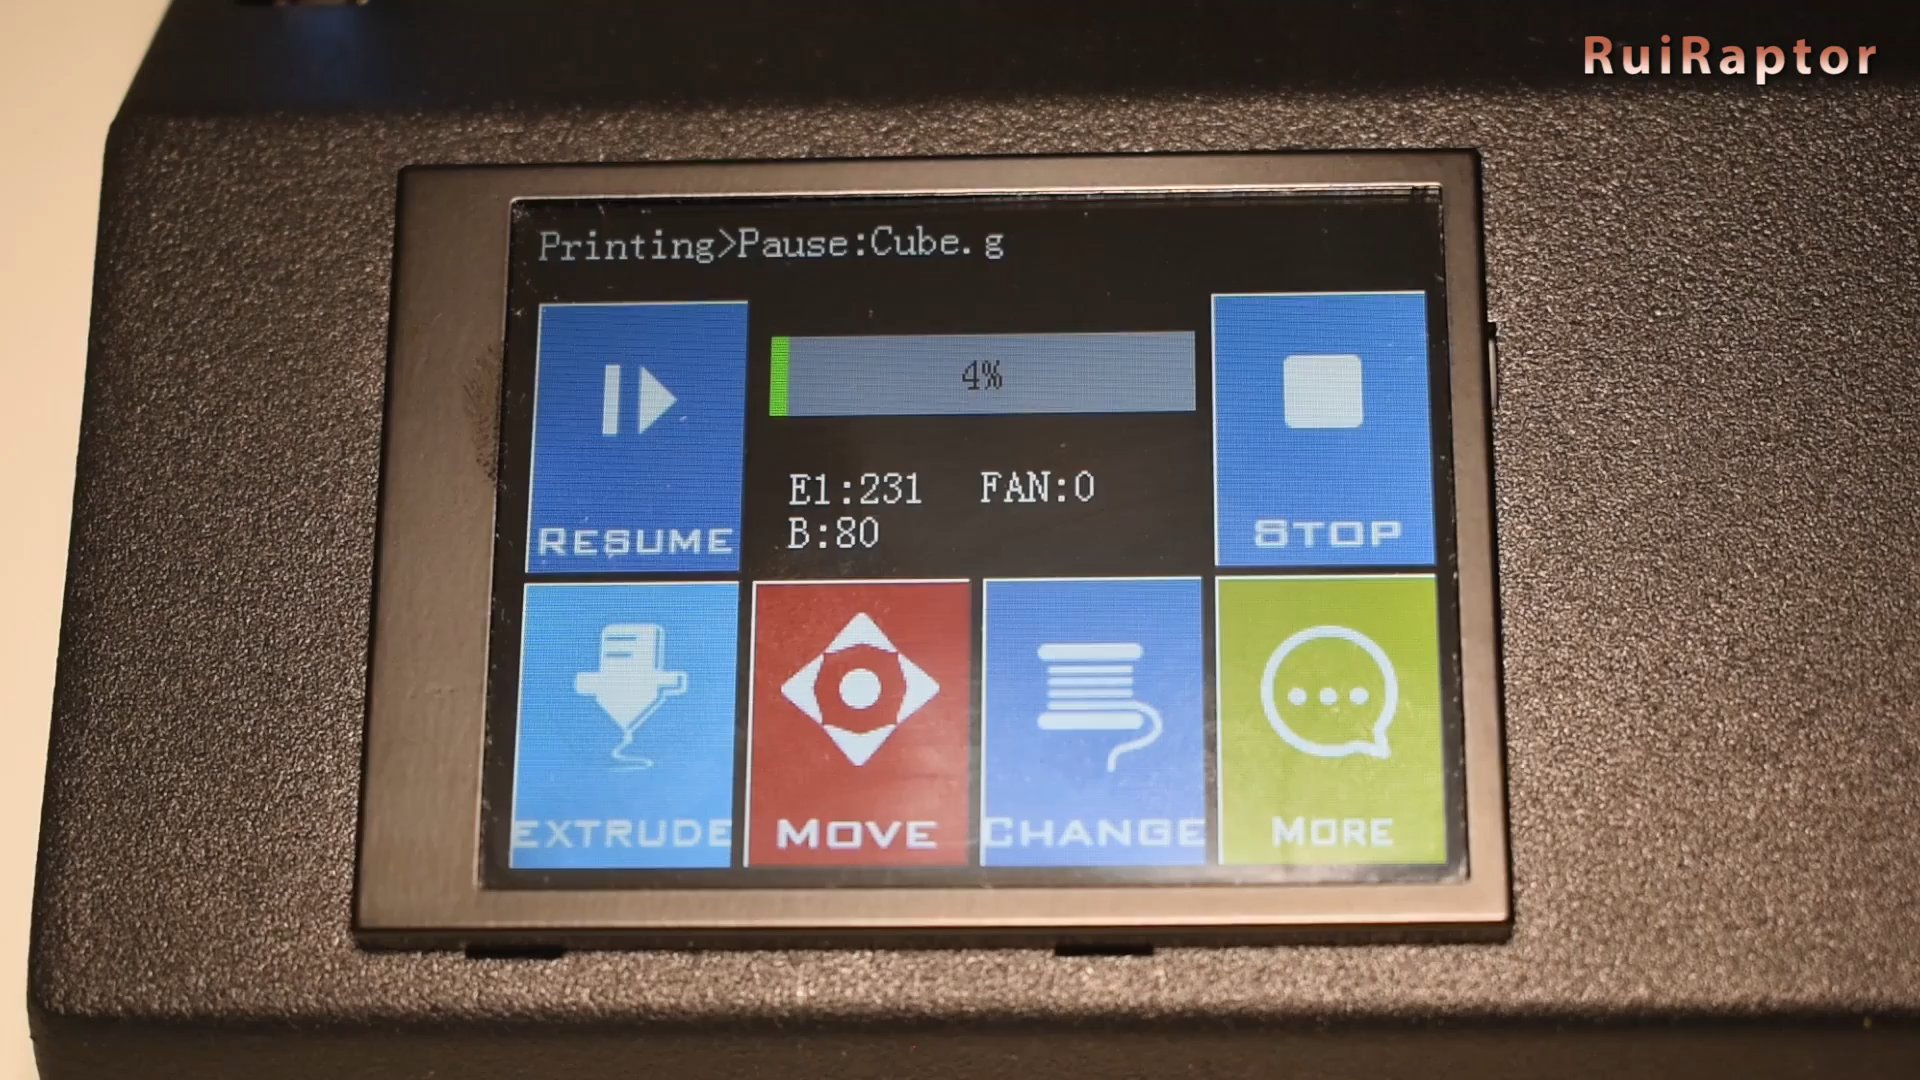 RuiRaptor
Printing>Pause:Cube.g
4%
RESUME
E1:231 FAN:0
B:80
STOP
EXTRUDE
MOVE
CHANGE
MORE